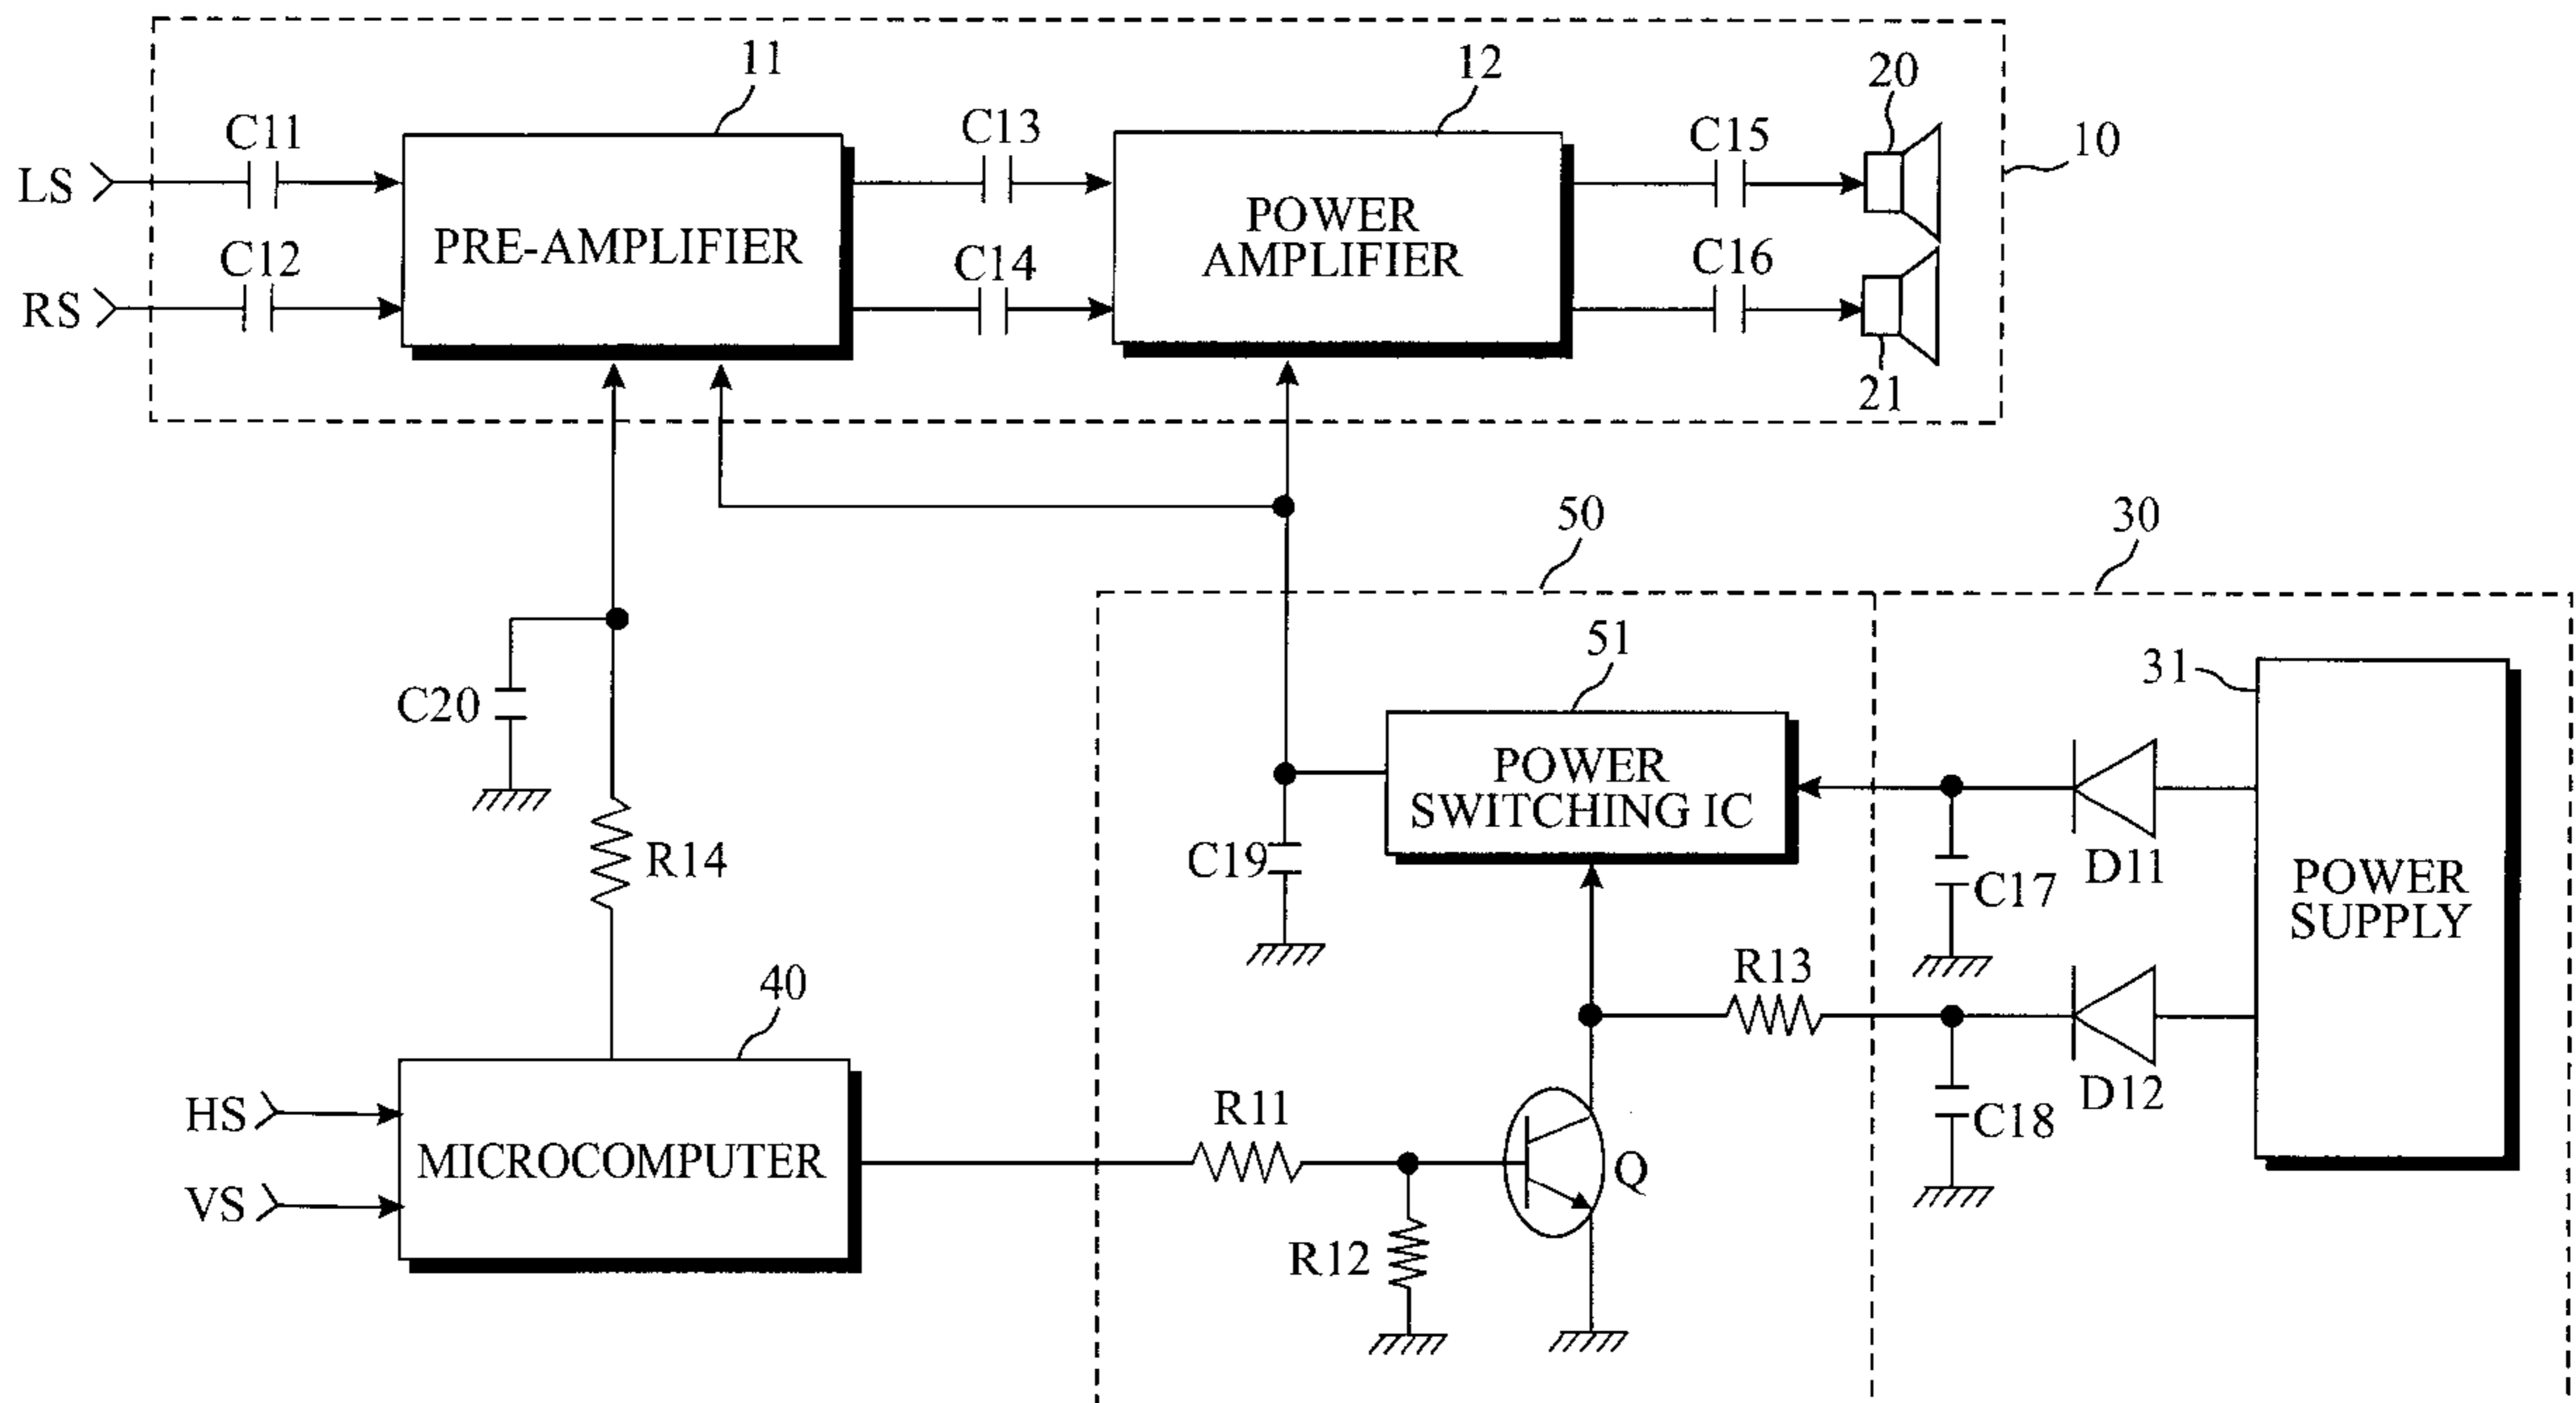 11
12
20
C11
C13
C15
10
LS
PRE-AMPLIFIER
POWER
AMPLIFIER
C12
C14
C16
RS
21
50
30
51
31
C20
POWER
SWITCHING IC
R14
C19
C17
D11
POWER
SUPPLY
R13
40
HS
R11
C18
D12
MICROCOMPUTER
Q
VS
R12